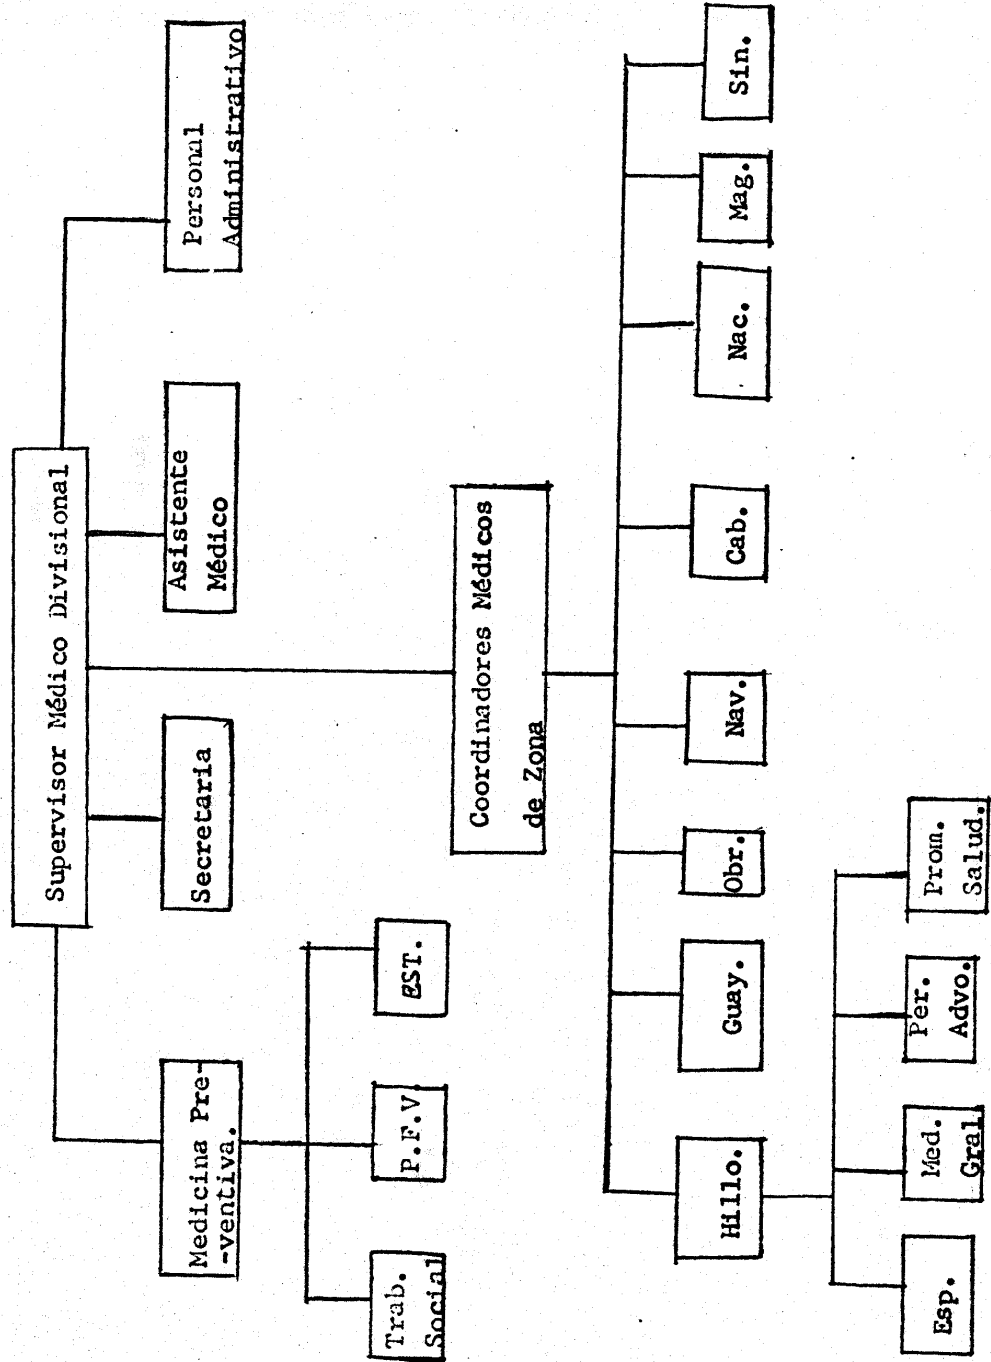 Supervisor Médico Divisional
Medicina Pre-
-ventiva.
Secretaria
Asistente
Médico
Personal
Administrativo
Trab.
Social
P.F.V.
EST.
Coordinadores Médicos
de Zona
Hillo.
Guay.
Obr.
Nav.
Cab.
Nac.
Mag.
Sin.
Esp.
Med.
Gral
Per.
Advo.
Prom.
Salud.